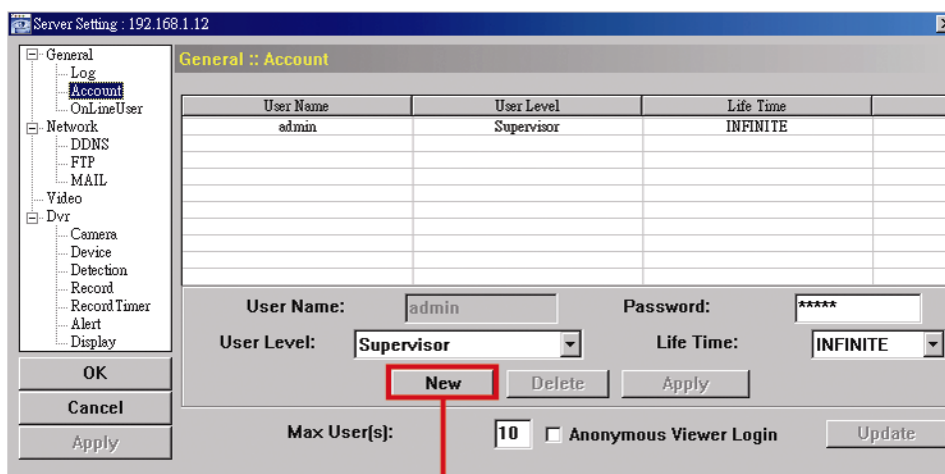 Server Setting : 192.168.1.12
General
Log
Account
OnLineUser
Network
DDNS
FTP
MAIL
Video
Dvr
Camera
Device
Detection
Record
Record Timer
Alert
Display
OK
Cancel
Apply
General :: Account
User Name User Level Life Time
admin Supervisor INFINITE
User Name: admin Password: *****
User Level: Supervisor Life Time: INFINITE
New Delete Apply
Max User(s): 10 Anonymous Viewer Login Update